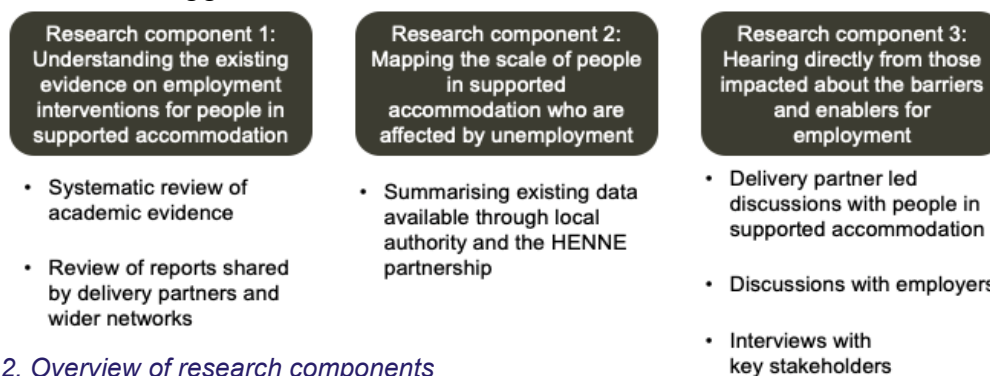 Research component 1:
Understanding the existing
evidence on employment
interventions for people in
supported accommodation
• Systematic review of
academic evidence
• Review of reports shared
by delivery partners and
wider networks
Research component 2:
Mapping the scale of people
in supported
accommodation who are
affected by unemployment
• Summarising existing data
available through local
authority and the HENNE
partnership
Research component 3:
Hearing directly from those
impacted about the barriers
and enablers for
employment
• Delivery partner led
discussions with people in
supported accommodation
• Discussions with employers
• Interviews with
key stakeholders
2. Overview of research components